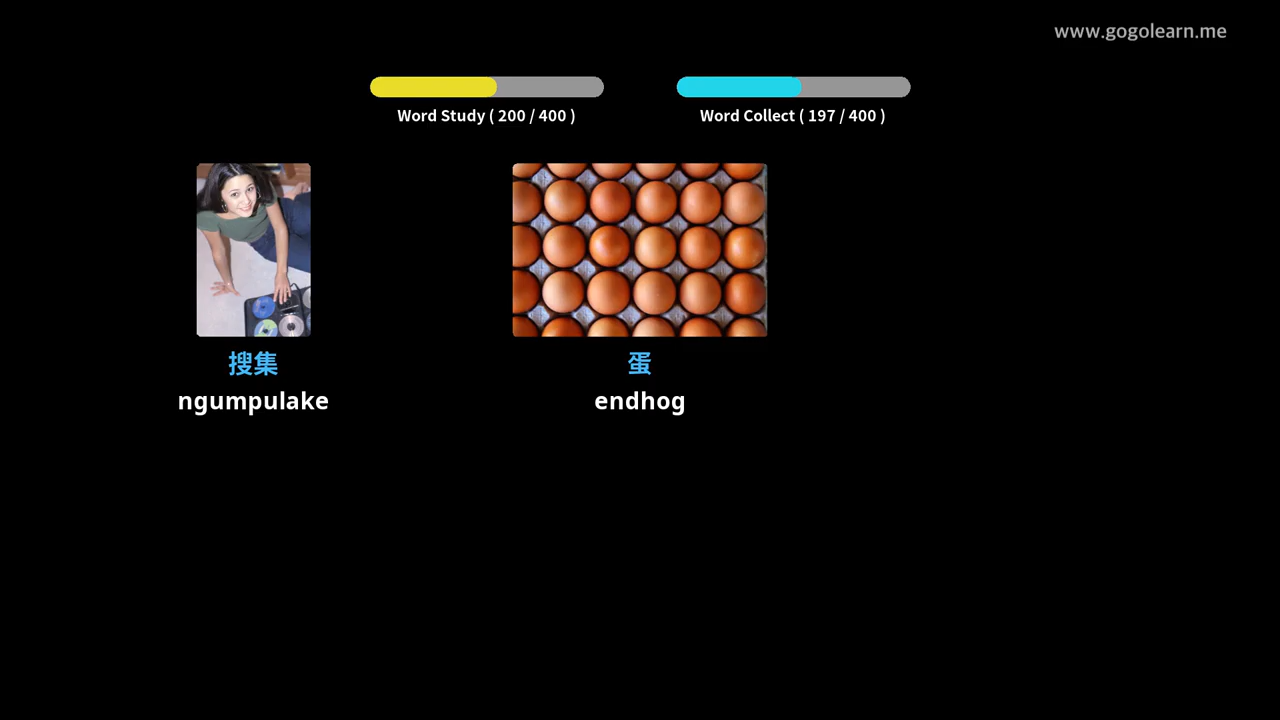 www.gogolearn.me
Word Study ( 200 / 400 )
Word Collect ( 197 / 400 )
搜集
ngumpulake
蛋
endhog